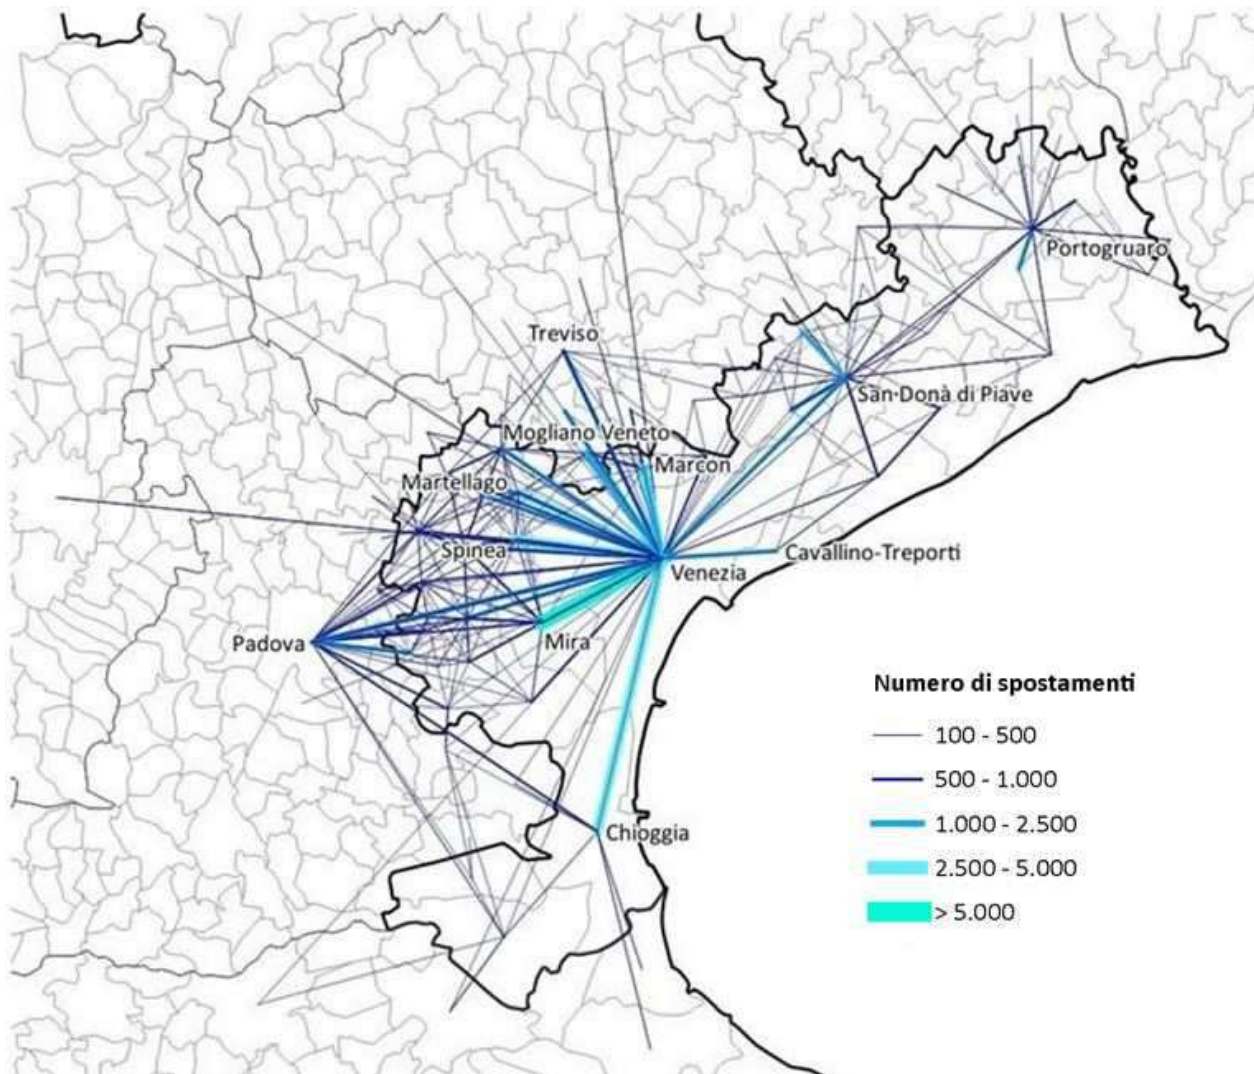 Portogruaro
Treviso
San Donà di Piave
Mogliano Veneto
Marcon
Martellago
Spinea
Cavallino-Treporti
Venezia
Padova
Mira
Chioggia
Numero di spostamenti
100 - 500
500 - 1.000
1.000 - 2.500
2.500 - 5.000
> 5.000